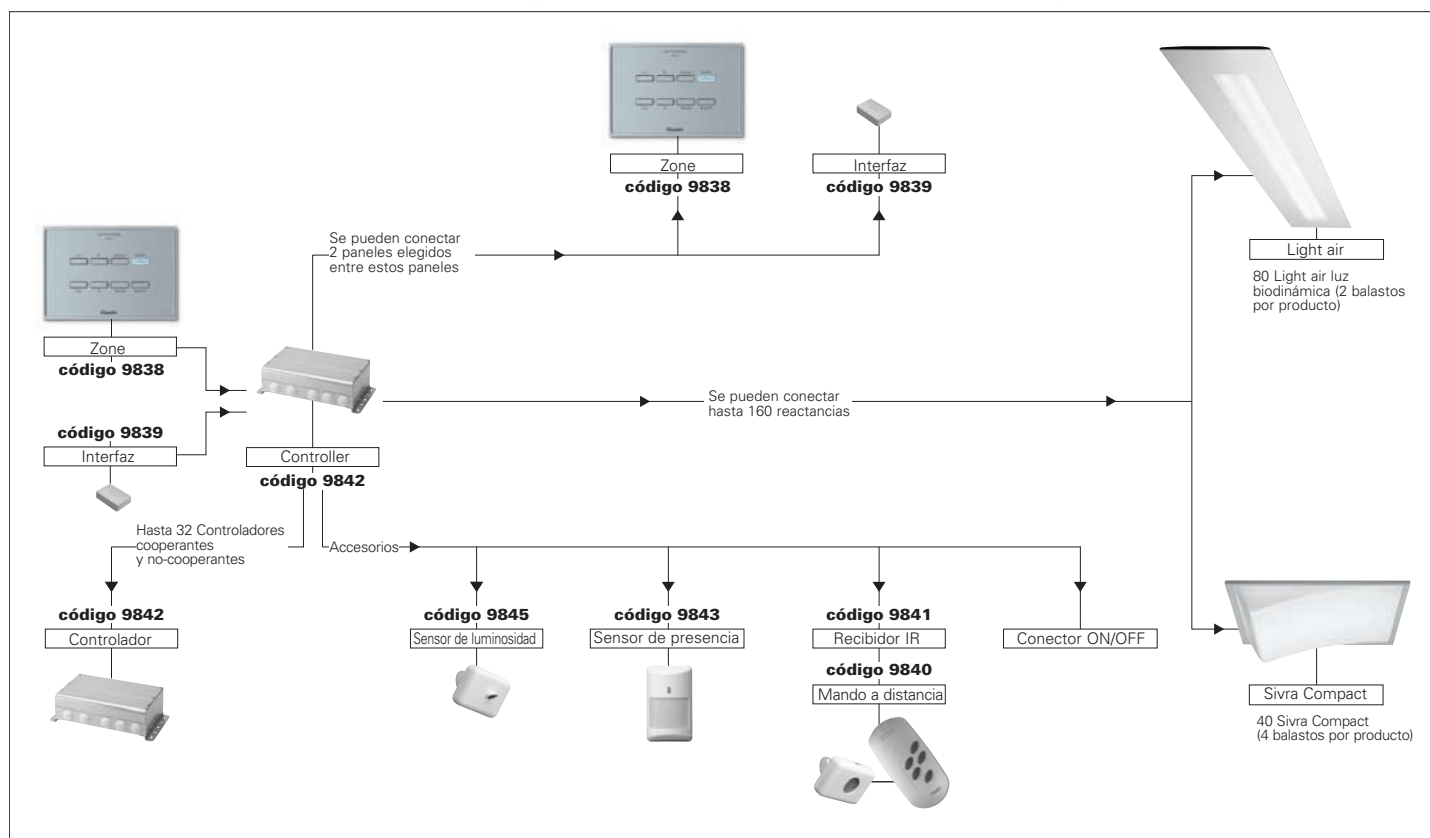 Zone
código 9838
Interfaz
código 9839
Se pueden conectar
2 paneles elegidos
entre estos paneles
Light air
80 Light air luz
biodinámica (2 balastos
por producto)
Zone
código 9838
código 9839
Interfaz
Controller
código 9842
Se pueden conectar
hasta 160 reactancias
Hasta 32 Controladores
cooperantes
y no-cooperantes
Accesorios
código 9842
Controlador
código 9845
Sensor de luminosidad
código 9843
Sensor de presencia
código 9841
Recibidor IR
código 9840
Mando a distancia
Conector ON/OFF
Sivra Compact
40 Sivra Compact
(4 balastos por producto)